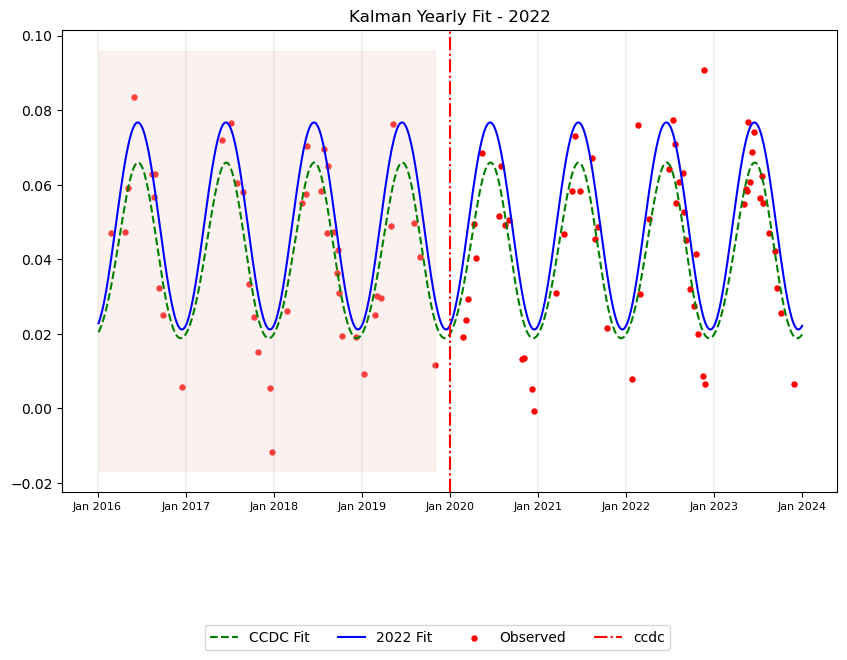 Kalman Yearly Fit - 2022
0.10
0.08
0.06
0.04
0.02
0.00
−0.02
Jan 2016 Jan 2017 Jan 2018 Jan 2019 Jan 2020 Jan 2021 Jan 2022 Jan 2023 Jan 2024
CCDC Fit 2022 Fit Observed ccdc